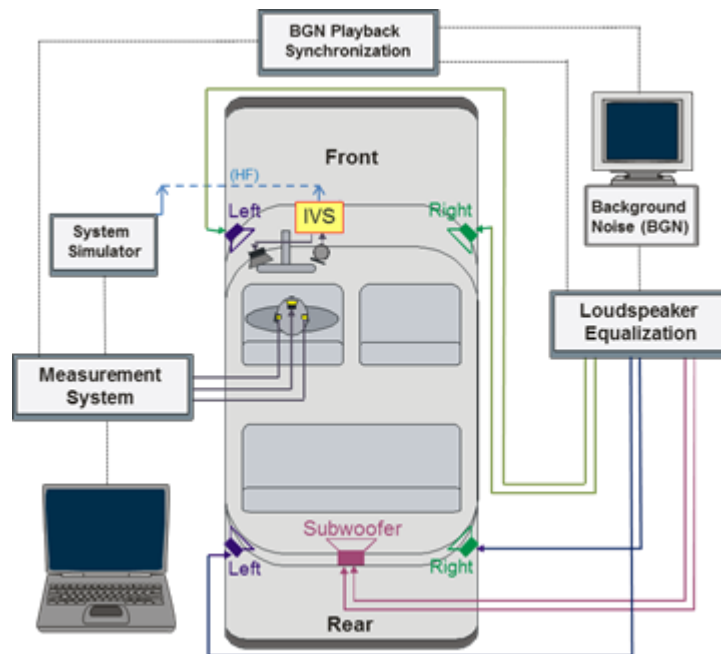 BGN Playback
Synchronization
Front
(HF)
Left
IVS
Right
System
Simulator
Background
Noise (BGN)
Loudspeaker
Equalization
Measurement
System
Subwoofer
Left
Right
Rear